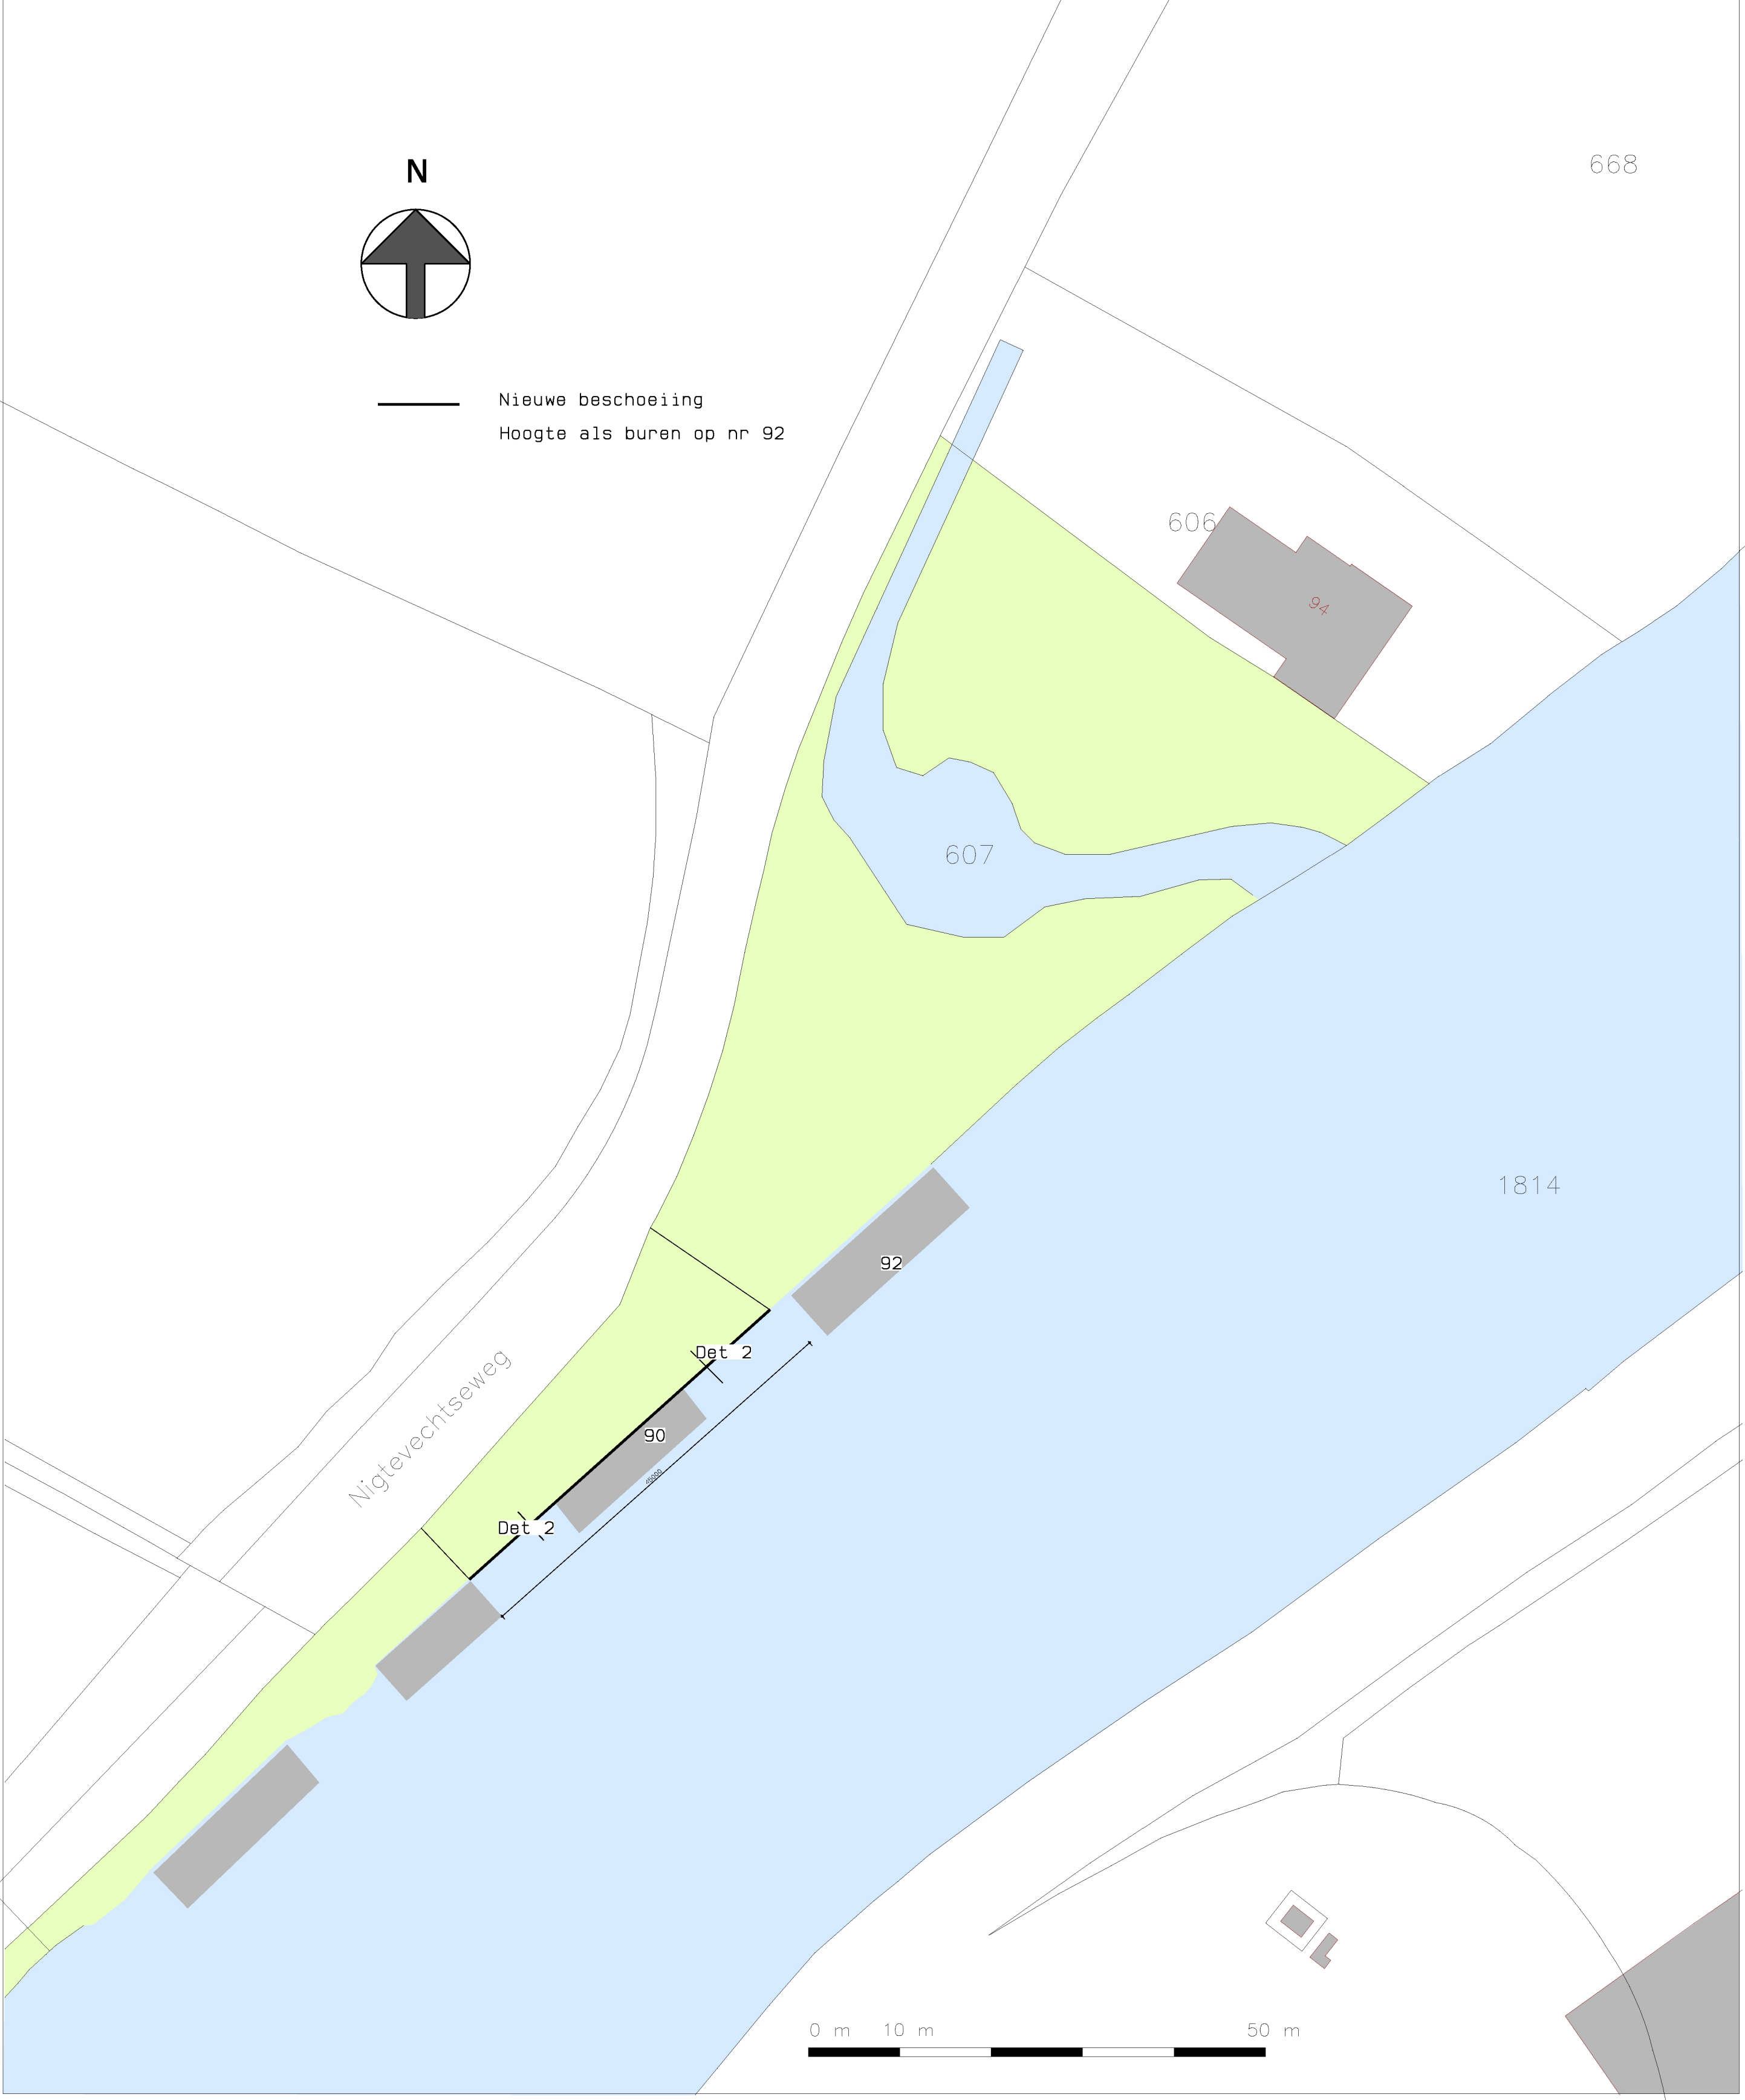 N
668
Nieuwe beschoeiing
Hoogte als buren op nr 92
606
94
607
1814
92
Det 2
Nigtevechtseweg
90
Det 2
0 m 10 m 50 m